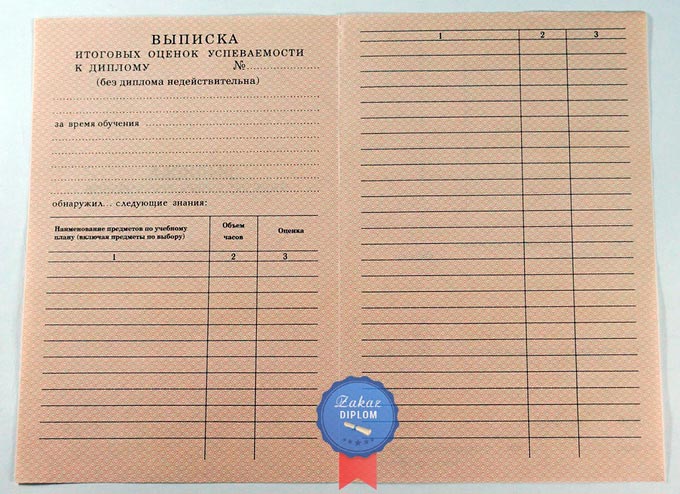 ВЫПИСКА
ИТОГОВЫХ ОЦЕНОК УСПЕВАЕМОСТИ
К ДИПЛОМУ №
(без диплома недействительна)
за время обучения
обнаружил... следующие знания:
Наименование предметов по учебному
плану (включая предметы по выбору)
Объем
часов
Оценка
1 2 3
1 2 3
Zakaz
DIPLOM